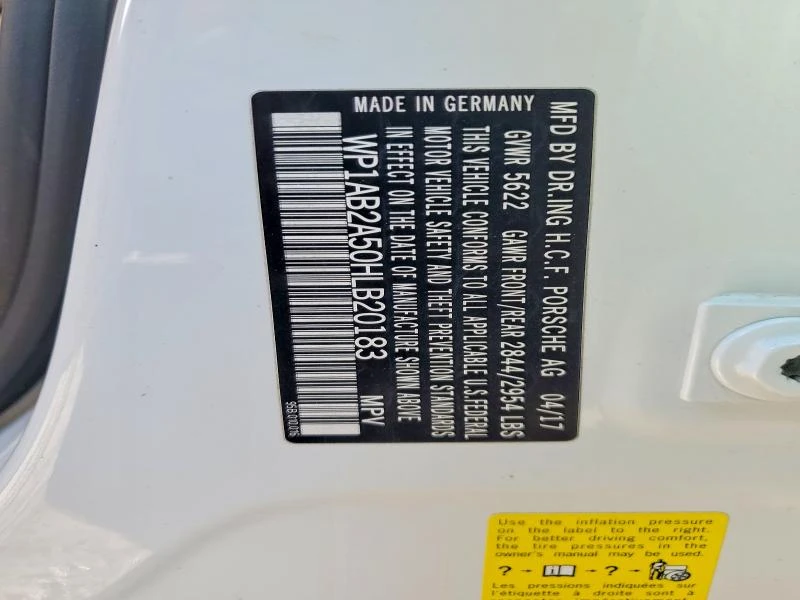 MFD BY DR.ING H.C.F. PORSCHE AG 04/17
GVWR 5622 GAWR FRONT/REAR 2844/2954 LBS
THIS VEHICLE CONFORMS TO ALL APPLICABLE U.S.FEDERAL
MOTOR VEHICLE SAFETY AND THEFT PREVENTION STANDARDS
IN EFFECT ON THE DATE OF MANUFACTURE SHOWN ABOVE
WP1AB2A50HLB20183 MPV
95B.010.016
MADE IN GERMANY
Use the inflation pressure
on the label to the right.
For better driving comfort,
the tire pressures in the
owner's manual may be used.
? → i → ? →
Les pressions indiquées sur
l'étiquette à droite sont à